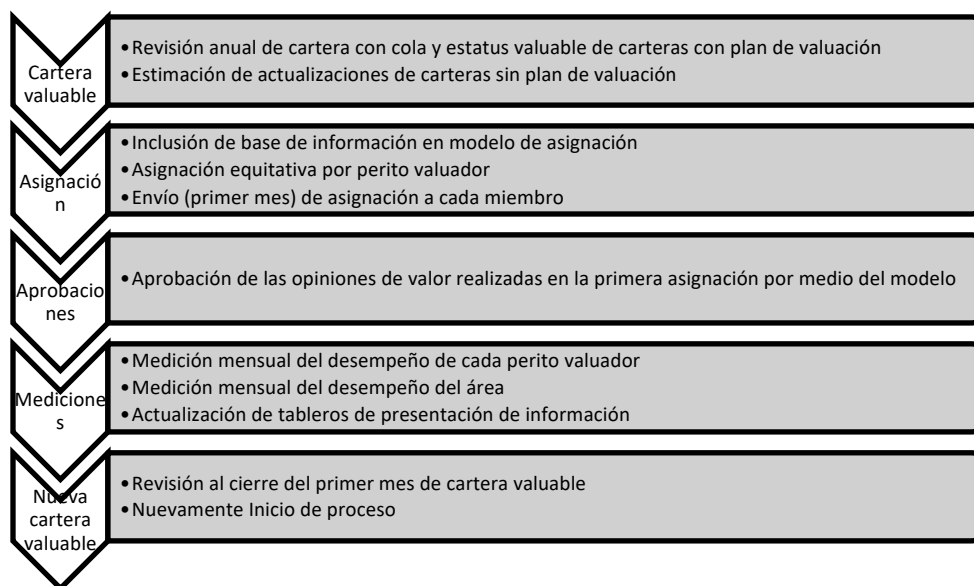 Cartera
valuable
•Revisión anual de cartera con cola y estatus valuable de carteras con plan de valuación
•Estimación de actualizaciones de carteras sin plan de valuación
Asignació
n
•Inclusión de base de información en modelo de asignación
•Asignación equitativa por perito valuador
•Envío (primer mes) de asignación a cada miembro
Aprobacio
nes
•Aprobación de las opiniones de valor realizadas en la primera asignación por medio del modelo
Medicione
s
•Medición mensual del desempeño de cada perito valuador
•Medición mensual del desempeño del área
•Actualización de tableros de presentación de información
Nueva
cartera
valuable
•Revisión al cierre del primer mes de cartera valuable
•Nuevamente Inicio de proceso